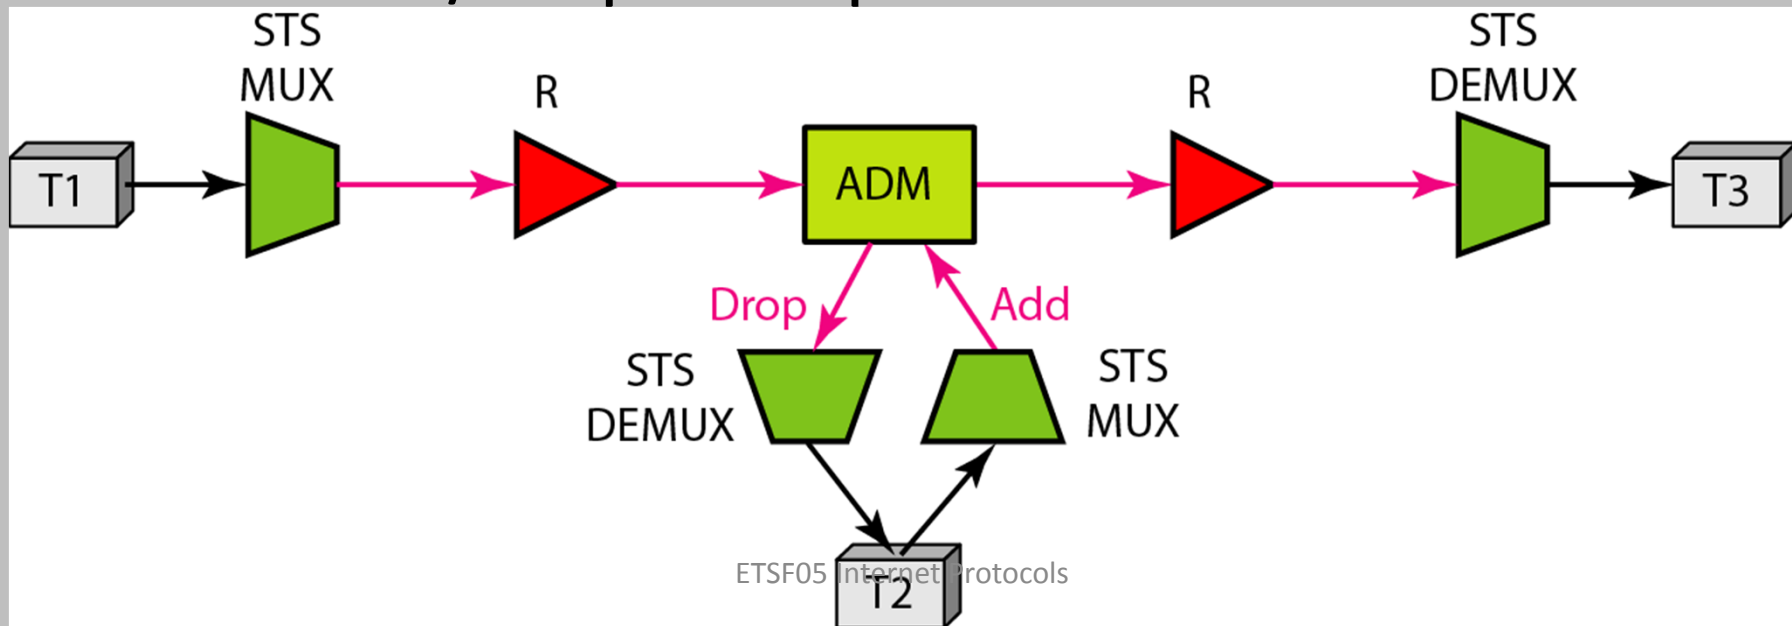 STS
MUX
R
R
STS
DEMUX
T1
ADM
T3
Drop
Add
STS
DEMUX
STS
MUX
ETSF05 Internet Protocols
T2